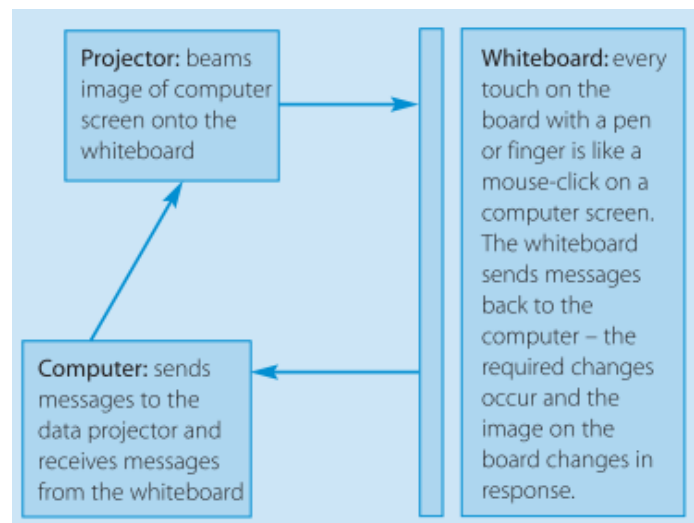 Projector: beams
image of computer
screen onto the
whiteboard
Whiteboard: every
touch on the
board with a pen
or finger is like a
mouse-click on a
computer screen.
The whiteboard
sends messages
back to the
computer – the
required changes
occur and the
image on the
board changes in
response.
Computer: sends
messages to the
data projector and
receives messages
from the whiteboard